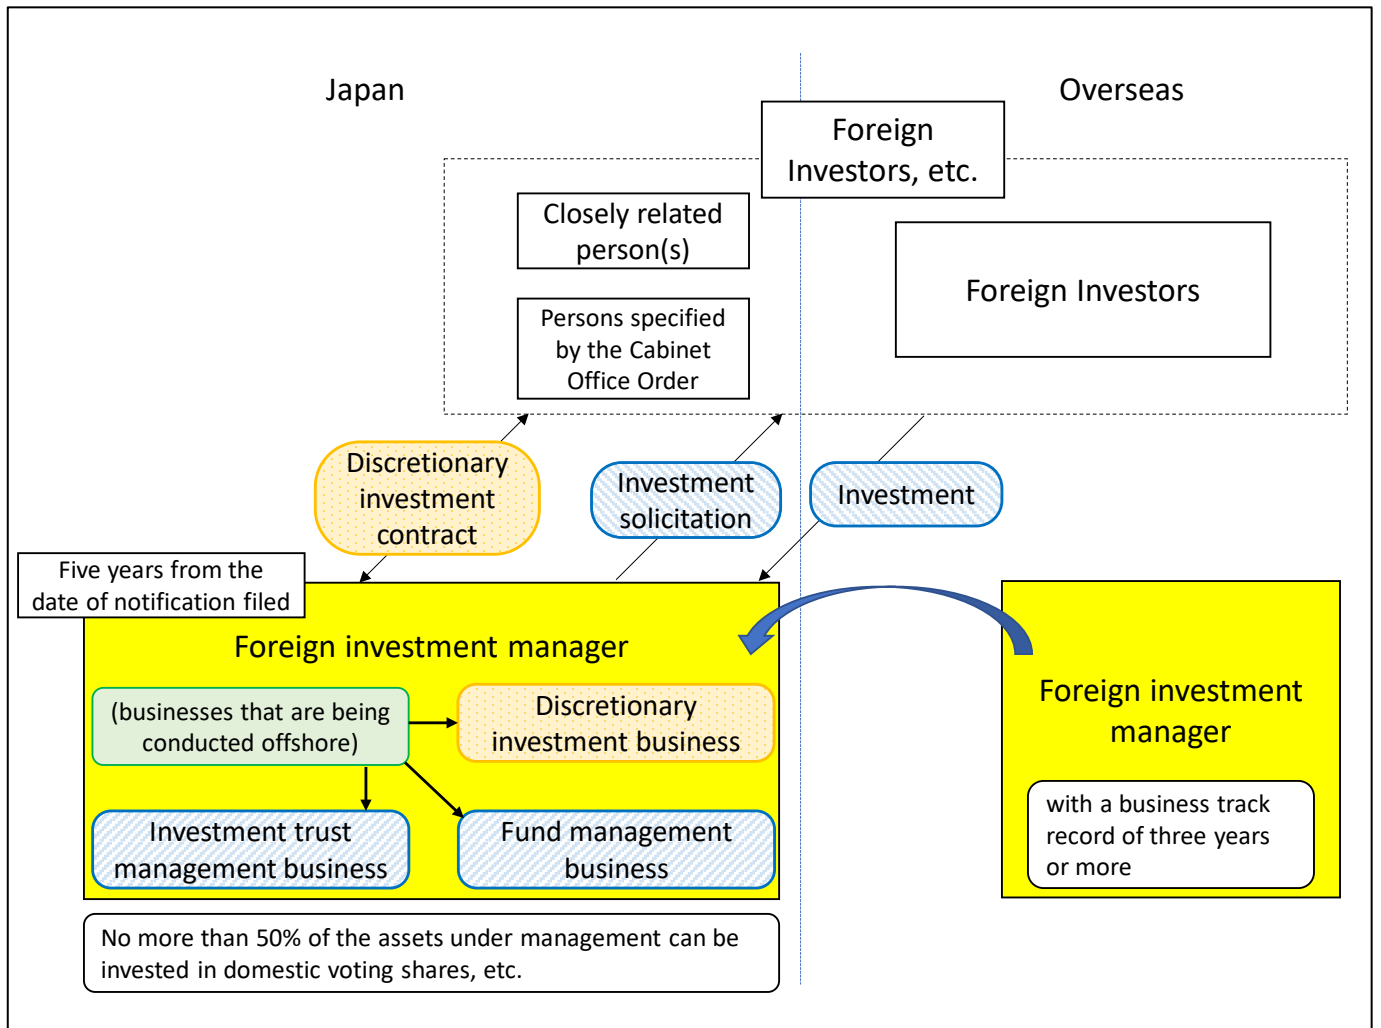 Japan
Overseas
Foreign
Investors, etc.
Closely related
person(s)
Foreign Investors
Persons specified
by the Cabinet
Office Order
Discretionary
investment
contract
Investment
solicitation
Investment
Five years from the
date of notification filed
Foreign investment manager
(businesses that are being
conducted offshore)
Discretionary
investment business
Investment trust
management business
Fund management
business
Foreign investment
manager
with a business track
record of three years
or more
No more than 50% of the assets under management can be
invested in domestic voting shares, etc.